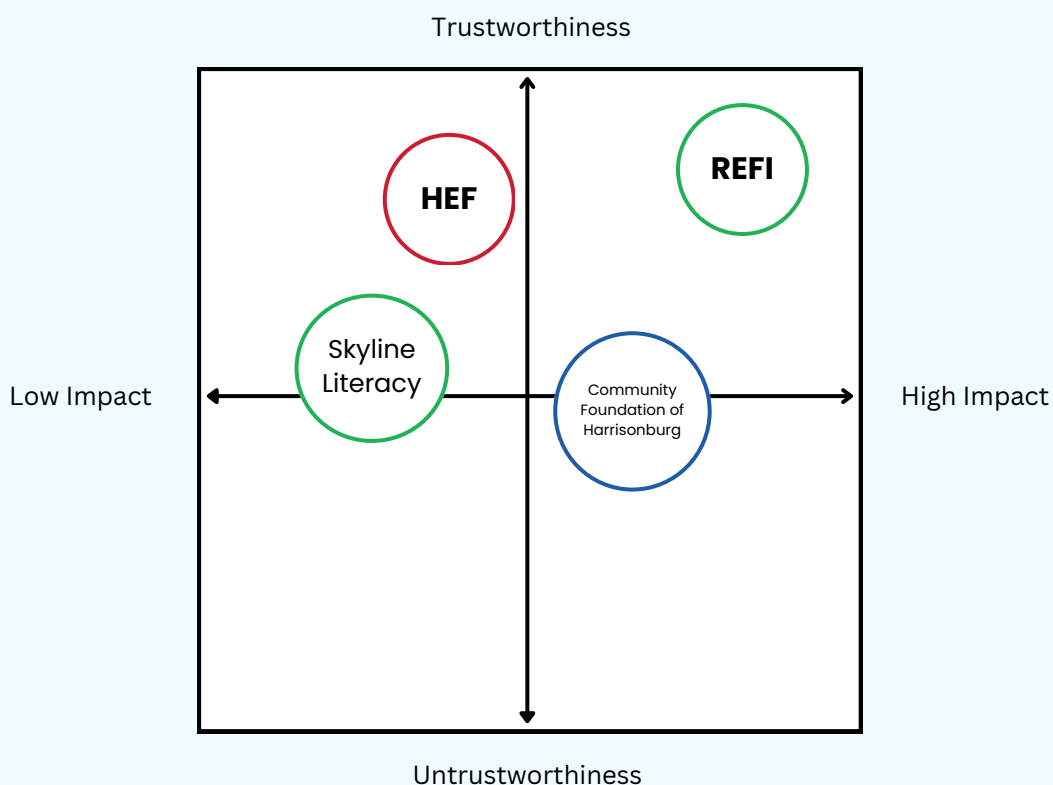 Trustworthiness
HEF
REFI
Skyline
Literacy
Low Impact
Community
Foundation of
Harrisonburg
High Impact
Untrustworthiness